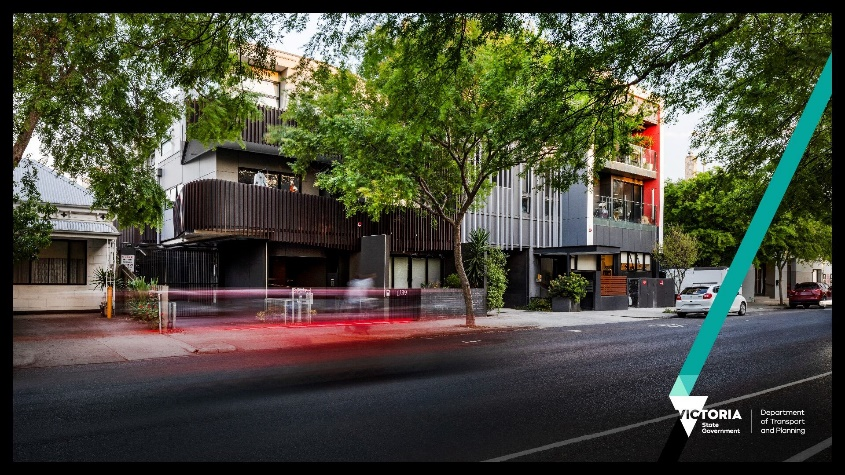 VICTORIA
State
Government
Department
of Transport
and Planning